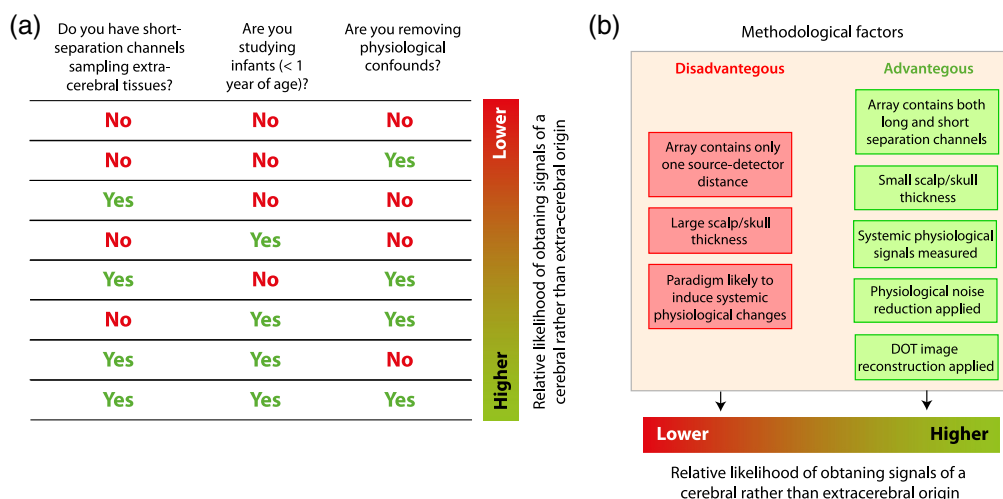 (a)
Do you have short-
separation channels
sampling extra-
cerebral tissues?
Are you
studying
infants (< 1
year of age)?
Are you removing
physiological
confounds?
No No No
No No Yes
Yes No No
No Yes No
Yes No Yes
No Yes Yes
Yes Yes No
Yes Yes Yes
Lower
Higher
Relative likelihood of obtaning signals of a
cerebral rather than extra-cerebral origin
(b)
Methodological factors
Disadvantegous
Array contains only
one source-detector
distance
Large scalp/skull
thickness
Paradigm likely to
induce systemic
physiological changes
Advantegous
Array contains both
long and short
separation channels
Small scalp/skull
thickness
Systemic physiological
signals measured
Physiological noise
reduction applied
DOT image
reconstruction applied
Lower Higher
Relative likelihood of obtaning signals of a
cerebral rather than extracerebral origin